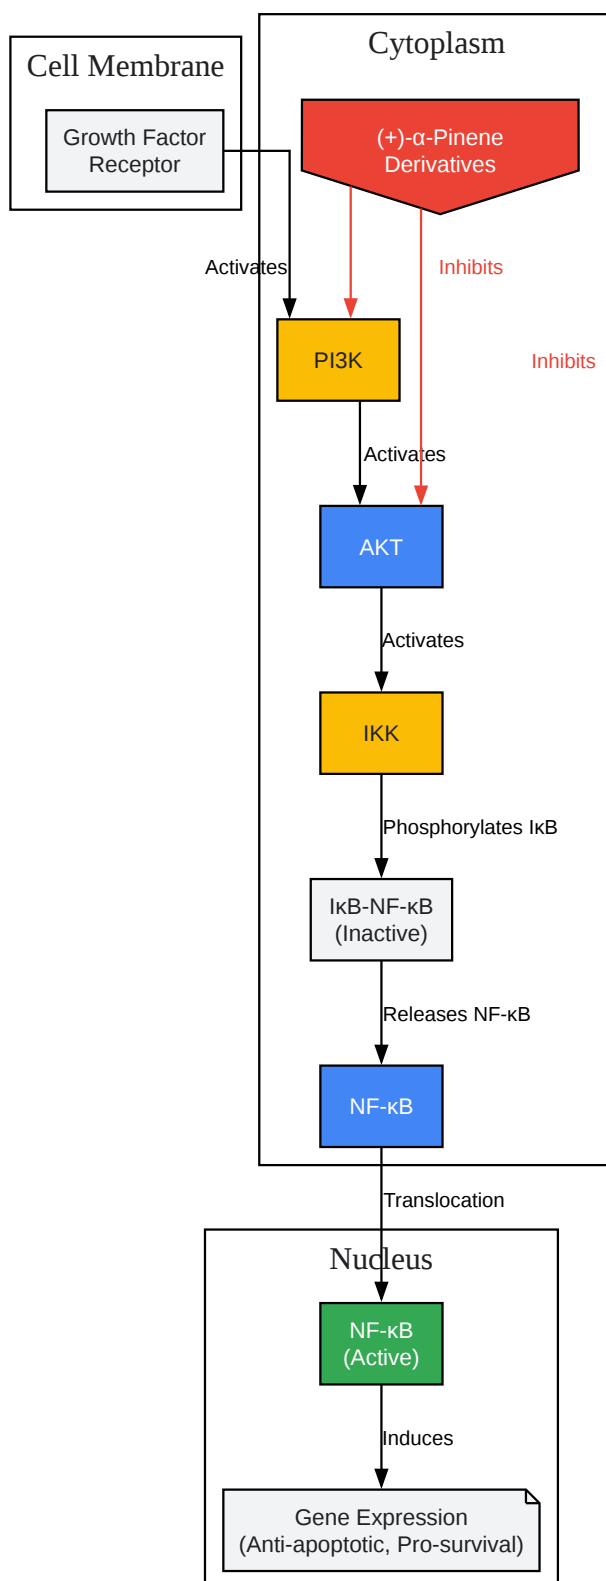 Cytoplasm
Cell Membrane
Growth Factor
Receptor
(+)-α-Pinene
Derivatives
Activates
Inhibits
PI3K
Inhibits
Activates
AKT
Activates
IKK
Phosphorylates IκB
IκB-NF-κB
(Inactive)
Releases NF-κB
NF-κB
Translocation
Nucleus
NF-κB
(Active)
Induces
Gene Expression
(Anti-apoptotic, Pro-survival)